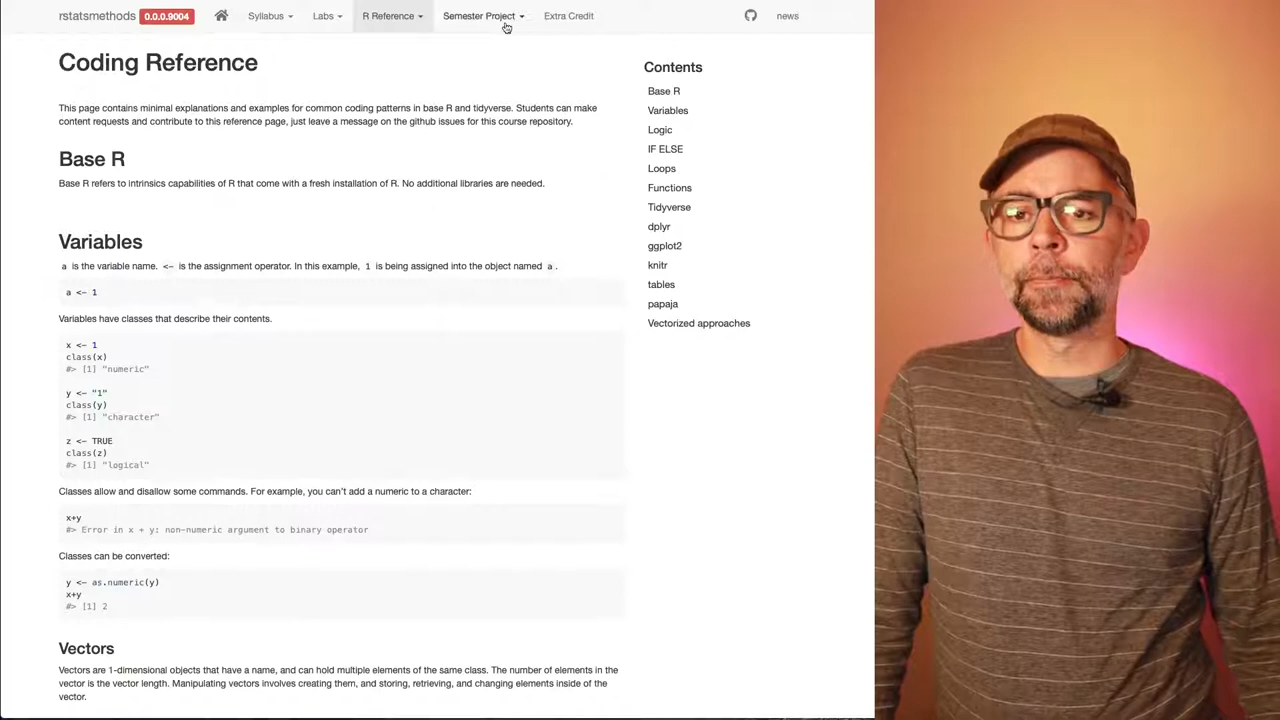 rstatsmethods 0.0.0.9004 Syllabus Labs R Reference Semester Project Extra Credit news
Coding Reference
This page contains minimal explanations and examples for common coding patterns in base R and tidyverse. Students can make
content requests and contribute to this reference page, just leave a message on the github issues for this course repository.
Base R
Base R refers to intrinsics capabilities of R that come with a fresh installation of R. No additional libraries are needed.
Variables
a is the variable name. <- is the assignment operator. In this example, 1 is being assigned into the object named a .
a <- 1
Variables have classes that describe their contents.
x <- 1
class(x)
#> [1] "numeric"
y <- "1"
class(y)
#> [1] "character"
z <- TRUE
class(z)
#> [1] "logical"
Classes allow and disallow some commands. For example, you can't add a numeric to a character:
x+y
#> Error in x + y: non-numeric argument to binary operator
Classes can be converted:
y <- as.numeric(y)
x+y
#> [1] 2
Vectors
Vectors are 1-dimensional objects that have a name, and can hold multiple elements of the same class. The number of elements in the
vector is the vector length. Manipulating vectors involves creating them, and storing, retrieving, and changing elements inside of the
vector.
Contents
Base R
Variables
Logic
IF ELSE
Loops
Functions
Tidyverse
dplyr
ggplot2
knitr
tables
papaja
Vectorized approaches